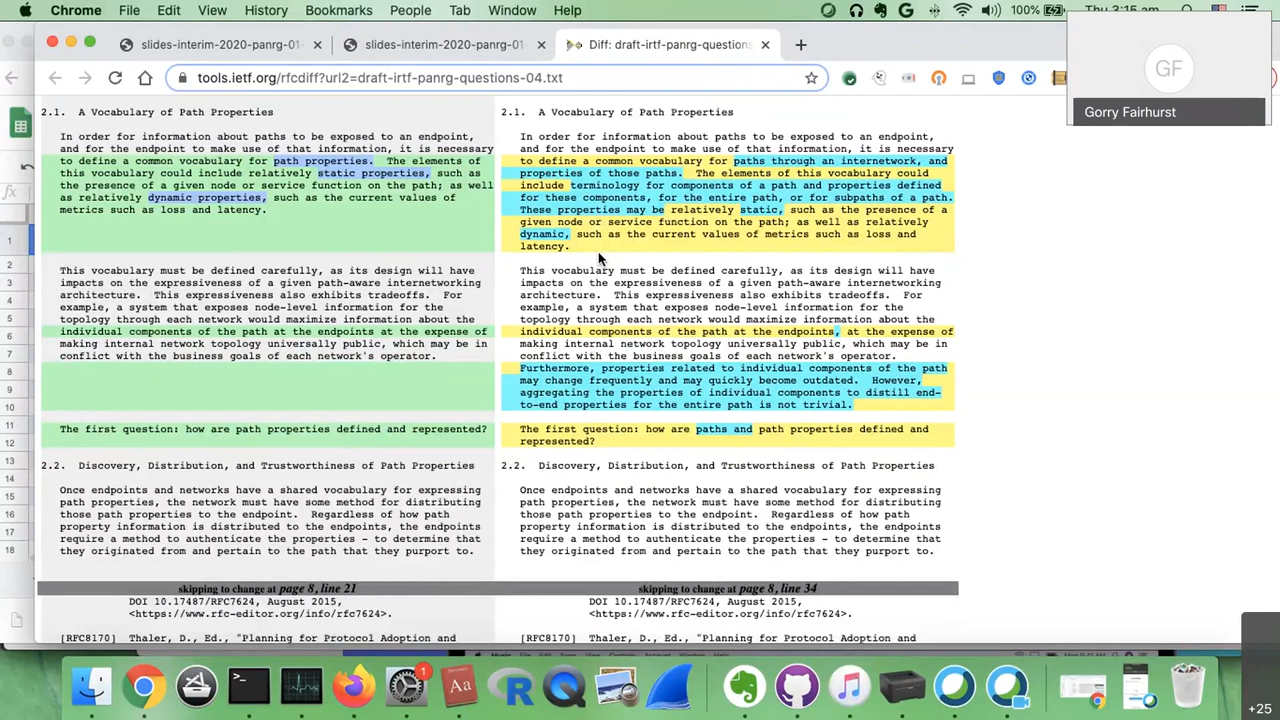 Chrome File Edit View History Bookmarks People Tab Window Help 100% Thu 3:15 am
slides-interim-2020-panrg-01- slides-interim-2020-panrg-01- Diff: draft-irtf-panrg-questions
tools.ietf.org/rfcdiff?url2=draft-irtf-panrg-questions-04.txt
GF
Gorry Fairhurst
2.1. A Vocabulary of Path Properties
In order for information about paths to be exposed to an endpoint,
and for the endpoint to make use of that information, it is necessary
to define a common vocabulary for path properties. The elements of
this vocabulary could include relatively static properties, such as
the presence of a given node or service function on the path; as well
as relatively dynamic properties, such as the current values of
metrics such as loss and latency.
This vocabulary must be defined carefully, as its design will have
impacts on the expressiveness of a given path-aware internetworking
architecture. This expressiveness also exhibits tradeoffs. For
example, a system that exposes node-level information for the
topology through each network would maximize information about the
individual components of the path at the endpoints at the expense of
making internal network topology universally public, which may be in
conflict with the business goals of each network's operator.
The first question: how are path properties defined and represented?
2.2. Discovery, Distribution, and Trustworthiness of Path Properties
Once endpoints and networks have a shared vocabulary for expressing
path properties, the network must have some method for distributing
those path properties to the endpoint. Regardless of how path
property information is distributed to the endpoints, the endpoints
require a method to authenticate the properties - to determine that
they originated from and pertain to the path that they purport to.
skipping to change at page 8, line 21
DOI 10.17487/RFC7624, August 2015,
<https://www.rfc-editor.org/info/rfc7624>.
[RFC8170] Thaler, D., Ed., "Planning for Protocol Adoption and
2.1. A Vocabulary of Path Properties
In order for information about paths to be exposed to an endpoint,
and for the endpoint to make use of that information, it is necessary
to define a common vocabulary for paths through an internetwork, and
properties of those paths. The elements of this vocabulary could
include terminology for components of a path and properties defined
for these components, for the entire path, or for subpaths of a path.
These properties may be relatively static, such as the presence of a
given node or service function on the path; as well as relatively
dynamic, such as the current values of metrics such as loss and
latency.
This vocabulary must be defined carefully, as its design will have
impacts on the expressiveness of a given path-aware internetworking
architecture. This expressiveness also exhibits tradeoffs. For
example, a system that exposes node-level information for the
topology through each network would maximize information about the
individual components of the path at the endpoints, at the expense of
making internal network topology universally public, which may be in
conflict with the business goals of each network's operator.
Furthermore, properties related to individual components of the path
may change frequently and may quickly become outdated. However,
aggregating the properties of individual components to distill end-
to-end properties for the entire path is not trivial.
The first question: how are paths and path properties defined and
represented?
2.2. Discovery, Distribution, and Trustworthiness of Path Properties
Once endpoints and networks have a shared vocabulary for expressing
path properties, the network must have some method for distributing
those path properties to the endpoint. Regardless of how path
property information is distributed to the endpoints, the endpoints
require a method to authenticate the properties - to determine that
they originated from and pertain to the path that they purport to.
skipping to change at page 8, line 34
DOI 10.17487/RFC7624, August 2015,
<https://www.rfc-editor.org/info/rfc7624>.
[RFC8170] Thaler, D., Ed., "Planning for Protocol Adoption and
fx
1
2
3
4
5
6
7
8
9
10
11
12
13
14
15
16
17
18
1
Aa
R
Q
+25